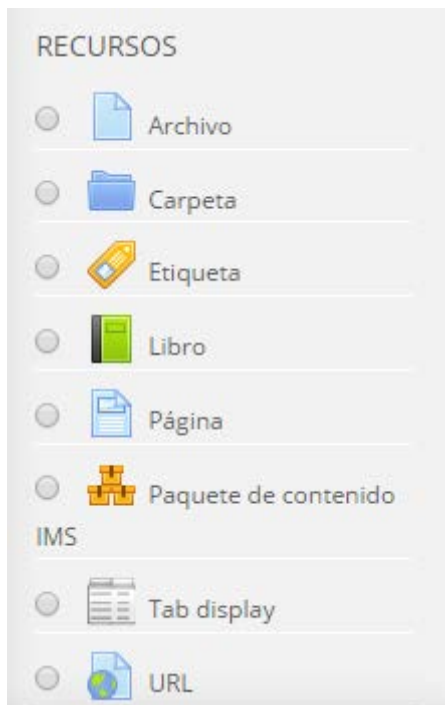 RECURSOS
Archivo
Carpeta
Etiqueta
Libro
Página
Paquete de contenido
IMS
Tab display
URL